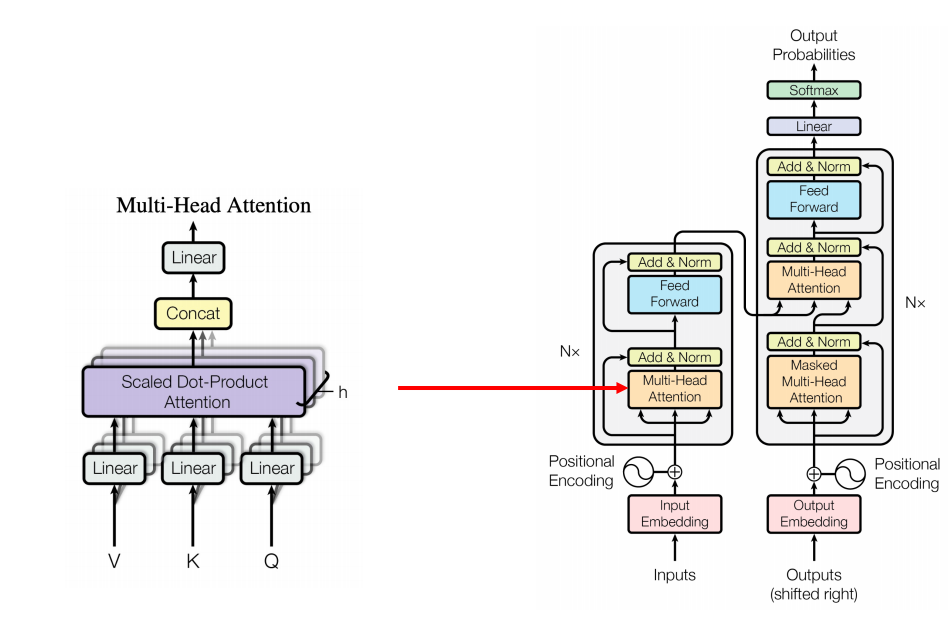 Multi-Head Attention
Linear
Concat
Scaled Dot-Product
Attention
h
Linear
Linear
Linear
V
K
Q
Output
Probabilities
Softmax
Linear
Add & Norm
Feed
Forward
Add & Norm
Multi-Head
Attention
Add & Norm
Masked
Multi-Head
Attention
N×
Positional
Encoding
Output
Embedding
Outputs
(shifted right)
Add & Norm
Feed
Forward
Add & Norm
Multi-Head
Attention
N×
Positional
Encoding
Input
Embedding
Inputs